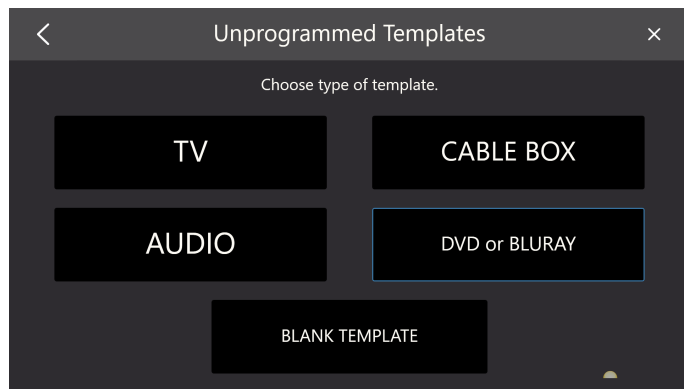 Unprogrammed Templates
Choose type of template.
TV
CABLE BOX
AUDIO
DVD or BLURAY
BLANK TEMPLATE